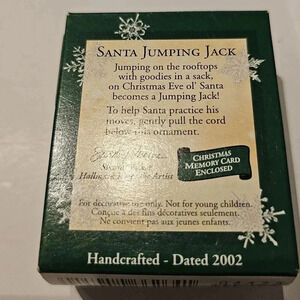 SANTA JUMPING JACK
Jumping on the rooftops
with goodies in a sack,
on Christmas Eve ol' Santa
becomes a Jumping Jack!
To help Santa practice his
moves, gently pull the cord
below this ornament.
CHRISTMAS
MEMORY CARD
ENCLOSED
Artist
For decorative use only. Not for young children.
Conçue à des fins décoratives seulement.
Ne convient pas aux jeunes enfants.
Handcrafted - Dated 2002